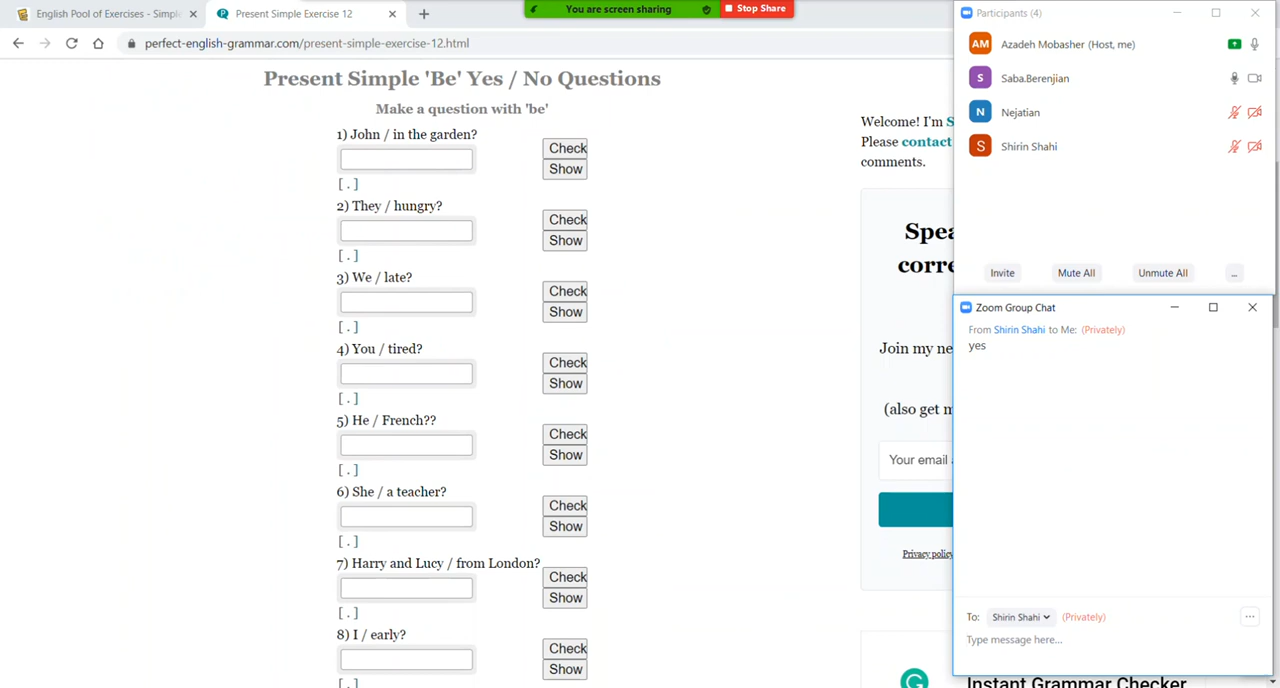 English Pool of Exercises - Simple
Present Simple Exercise 12
You are screen sharing
Stop Share
perfect-english-grammar.com/present-simple-exercise-12.html
Present Simple 'Be' Yes / No Questions
Make a question with 'be'
1) John / in the garden?
Check
Show
[ . ]
2) They / hungry?
Check
Show
[ . ]
3) We / late?
Check
Show
[ . ]
4) You / tired?
Check
Show
[ . ]
5) He / French??
Check
Show
[ . ]
6) She / a teacher?
Check
Show
[ . ]
7) Harry and Lucy / from London?
Check
Show
[ . ]
8) I / early?
Check
Show
[ . ]
Welcome! I'm S
Please contact
comments.
Spea
corre
Join my ne
(also get m
Your email
Privacy policy
Instant Grammar Checker
Participants (4)
AM Azadeh Mobasher (Host, me)
S Saba.Berenjian
N Nejatian
S Shirin Shahi
Invite Mute All Unmute All ...
Zoom Group Chat
From Shirin Shahi to Me: (Privately)
yes
To: Shirin Shahi (Privately)
Type message here...